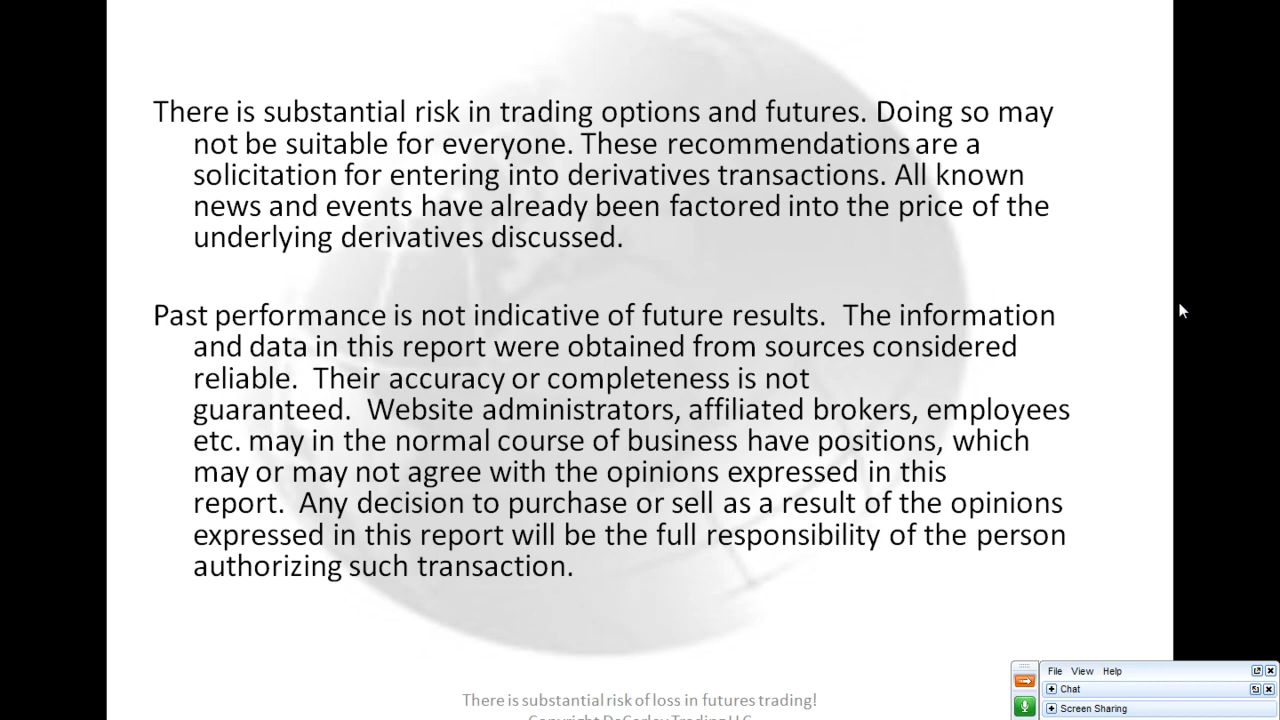 There is substantial risk in trading options and futures. Doing so may
not be suitable for everyone. These recommendations are a
solicitation for entering into derivatives transactions. All known
news and events have already been factored into the price of the
underlying derivatives discussed.
Past performance is not indicative of future results. The information
and data in this report were obtained from sources considered
reliable. Their accuracy or completeness is not
guaranteed. Website administrators, affiliated brokers, employees
etc. may in the normal course of business have positions, which
may or may not agree with the opinions expressed in this
report. Any decision to purchase or sell as a result of the opinions
expressed in this report will be the full responsibility of the person
authorizing such transaction.
There is substantial risk of loss in futures trading!
Copyright DeCarley Trading LLC
File View Help
Chat
Screen Sharing